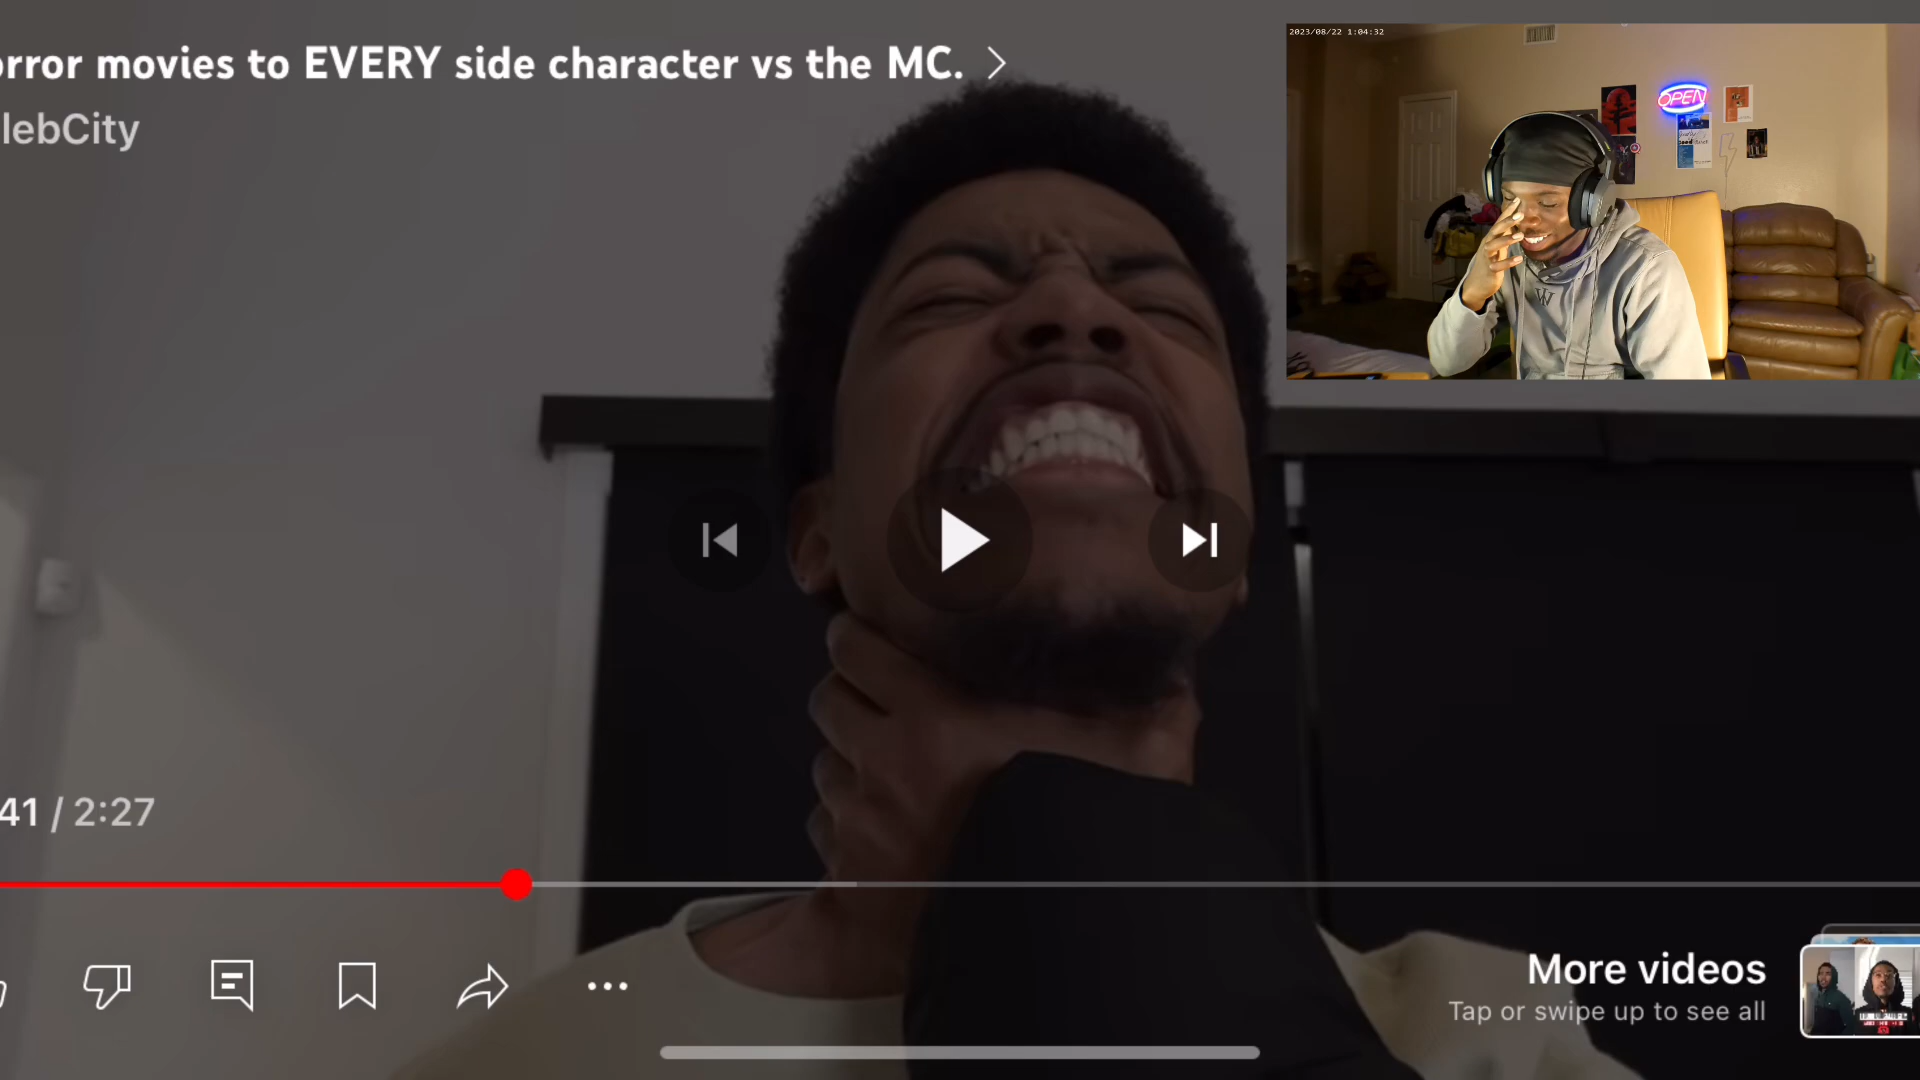 orror movies to EVERY side character vs the MC.
lebCity
2023/08/22 1:04:32
OPEN
41 / 2:27
More videos
Tap or swipe up to see all